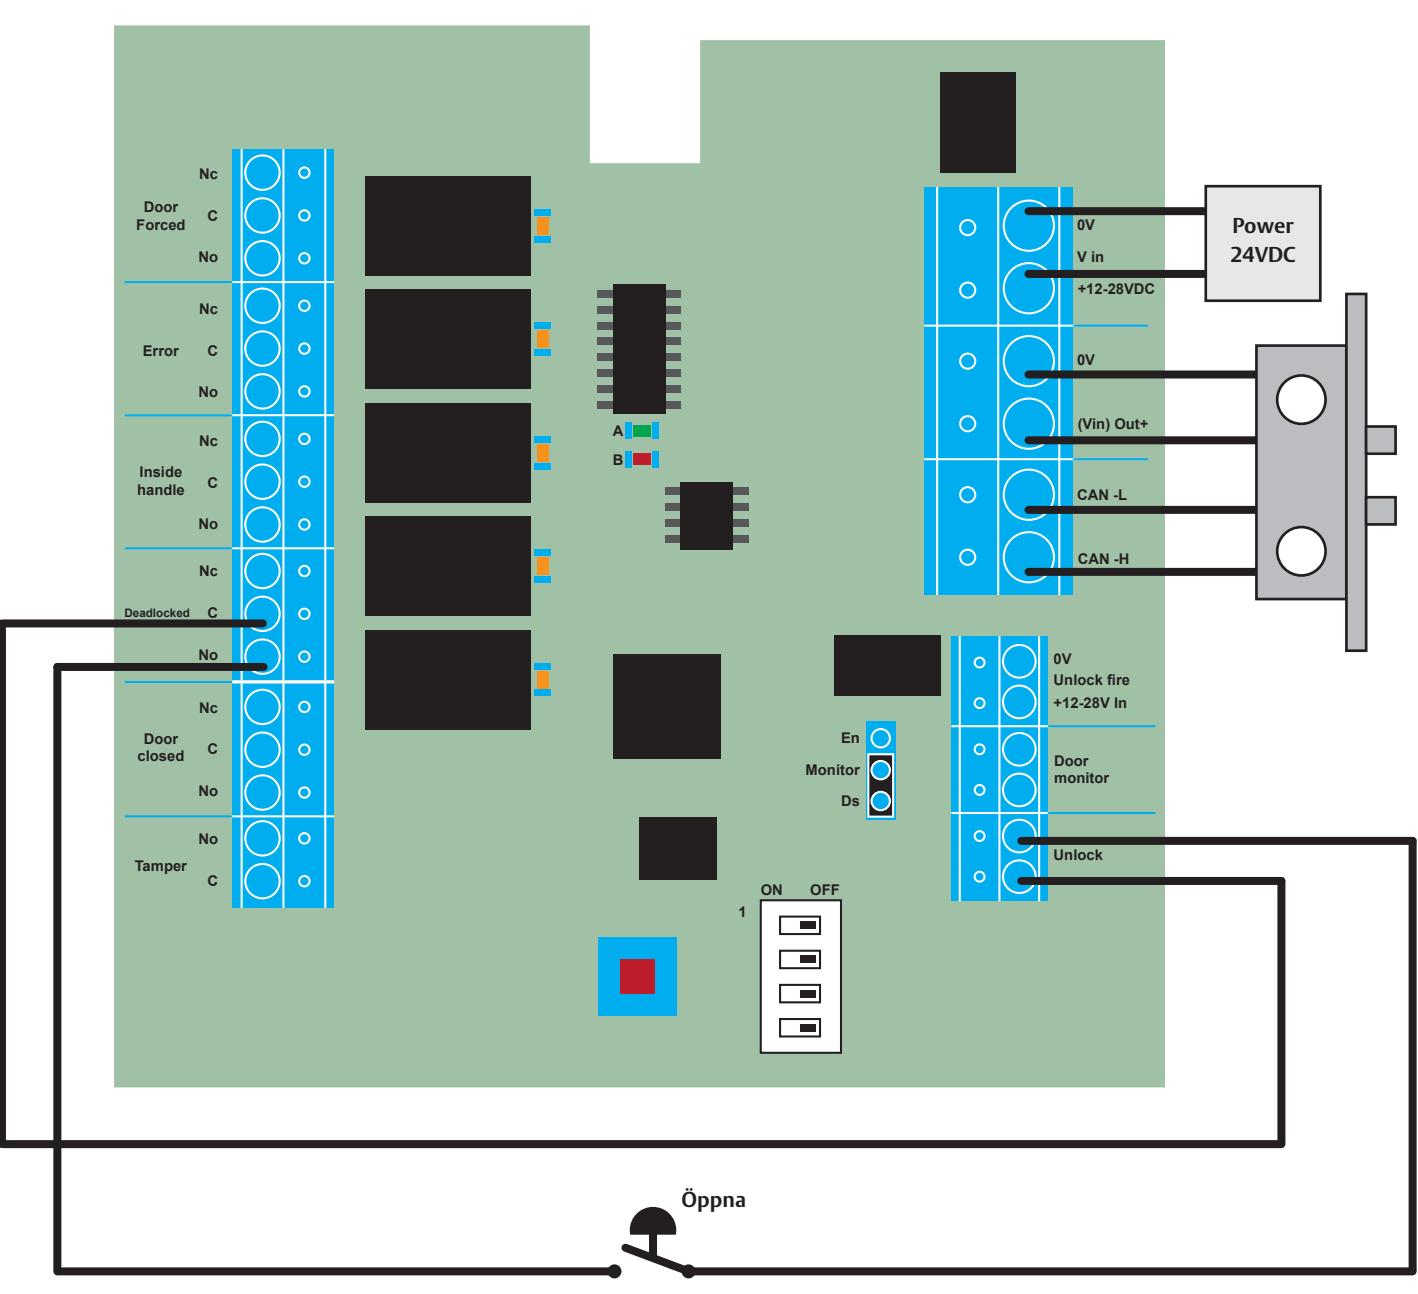 Nc
Door
Forced
C
No
Nc
Error
C
No
Nc
Inside
handle
C
No
Nc
Deadlocked
C
No
Nc
Door
closed
C
No
No
Tamper
C
A
B
0V
V in
+12-28VDC
Power
24VDC
0V
(Vin) Out+
CAN -L
CAN -H
0V
Unlock fire
+12-28V In
En
Monitor
Ds
Door
monitor
Unlock
ON OFF
1
Öppna